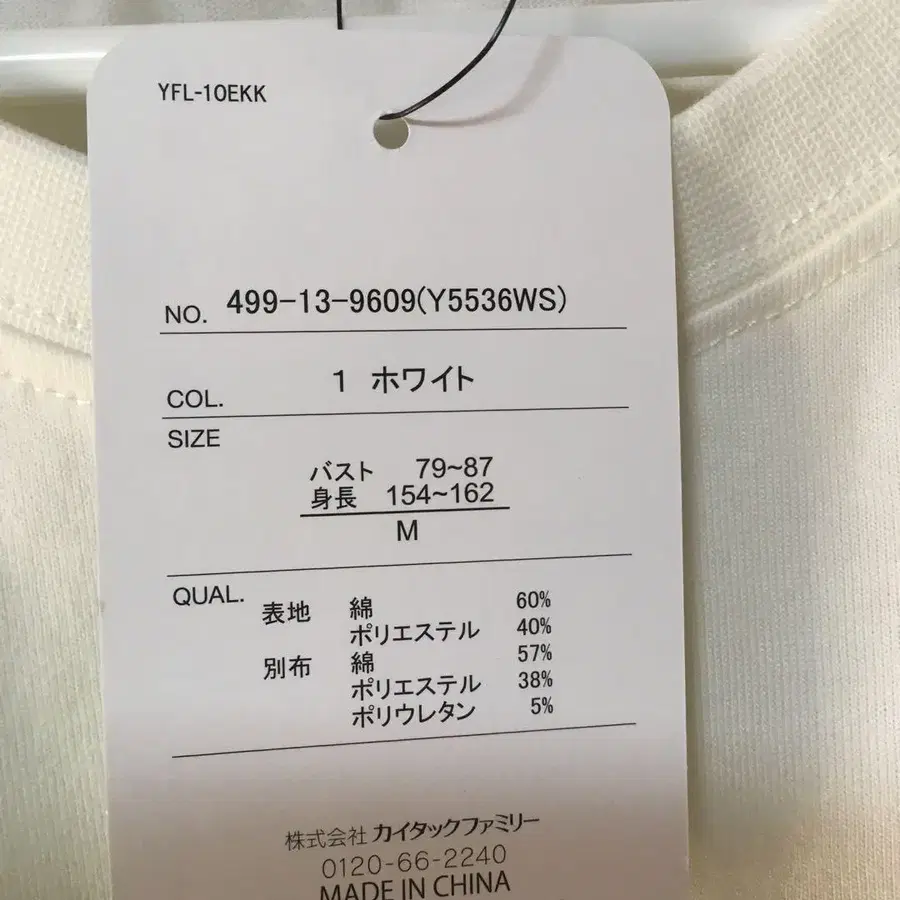 YFL-10EKK
NO. 499-13-9609(Y5536WS)
COL. 1 ホワイト
SIZE
バスト 79~87
身長 154~162
M
QUAL.
表地 綿 60%
ポリエステル 40%
別布 綿 57%
ポリエステル 38%
ポリウレタン 5%
株式会社 カイタックファミリー
0120-66-2240
MADE IN CHINA